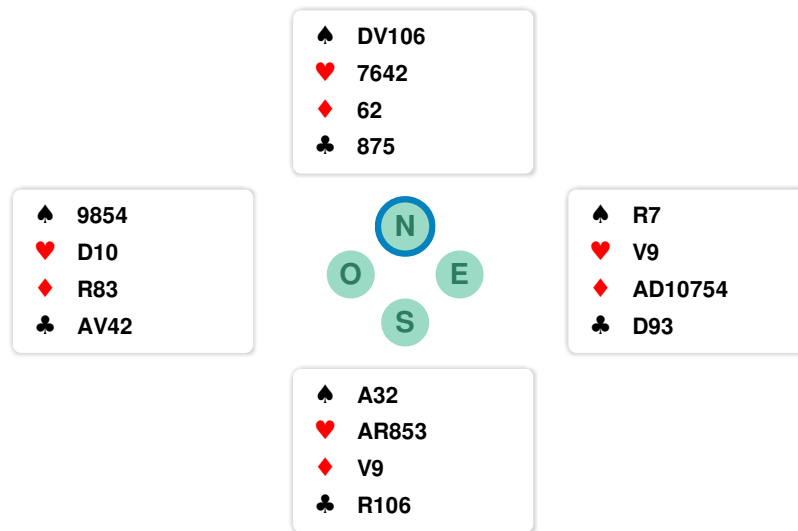 ♠ DV106
♥ 7642
♦ 62
♣ 875
♠ 9854
♥ D10
♦ R83
♣ AV42
N
O E
S
♠ R7
♥ V9
♦ AD10754
♣ D93
♠ A32
♥ AR853
♦ V9
♣ R106